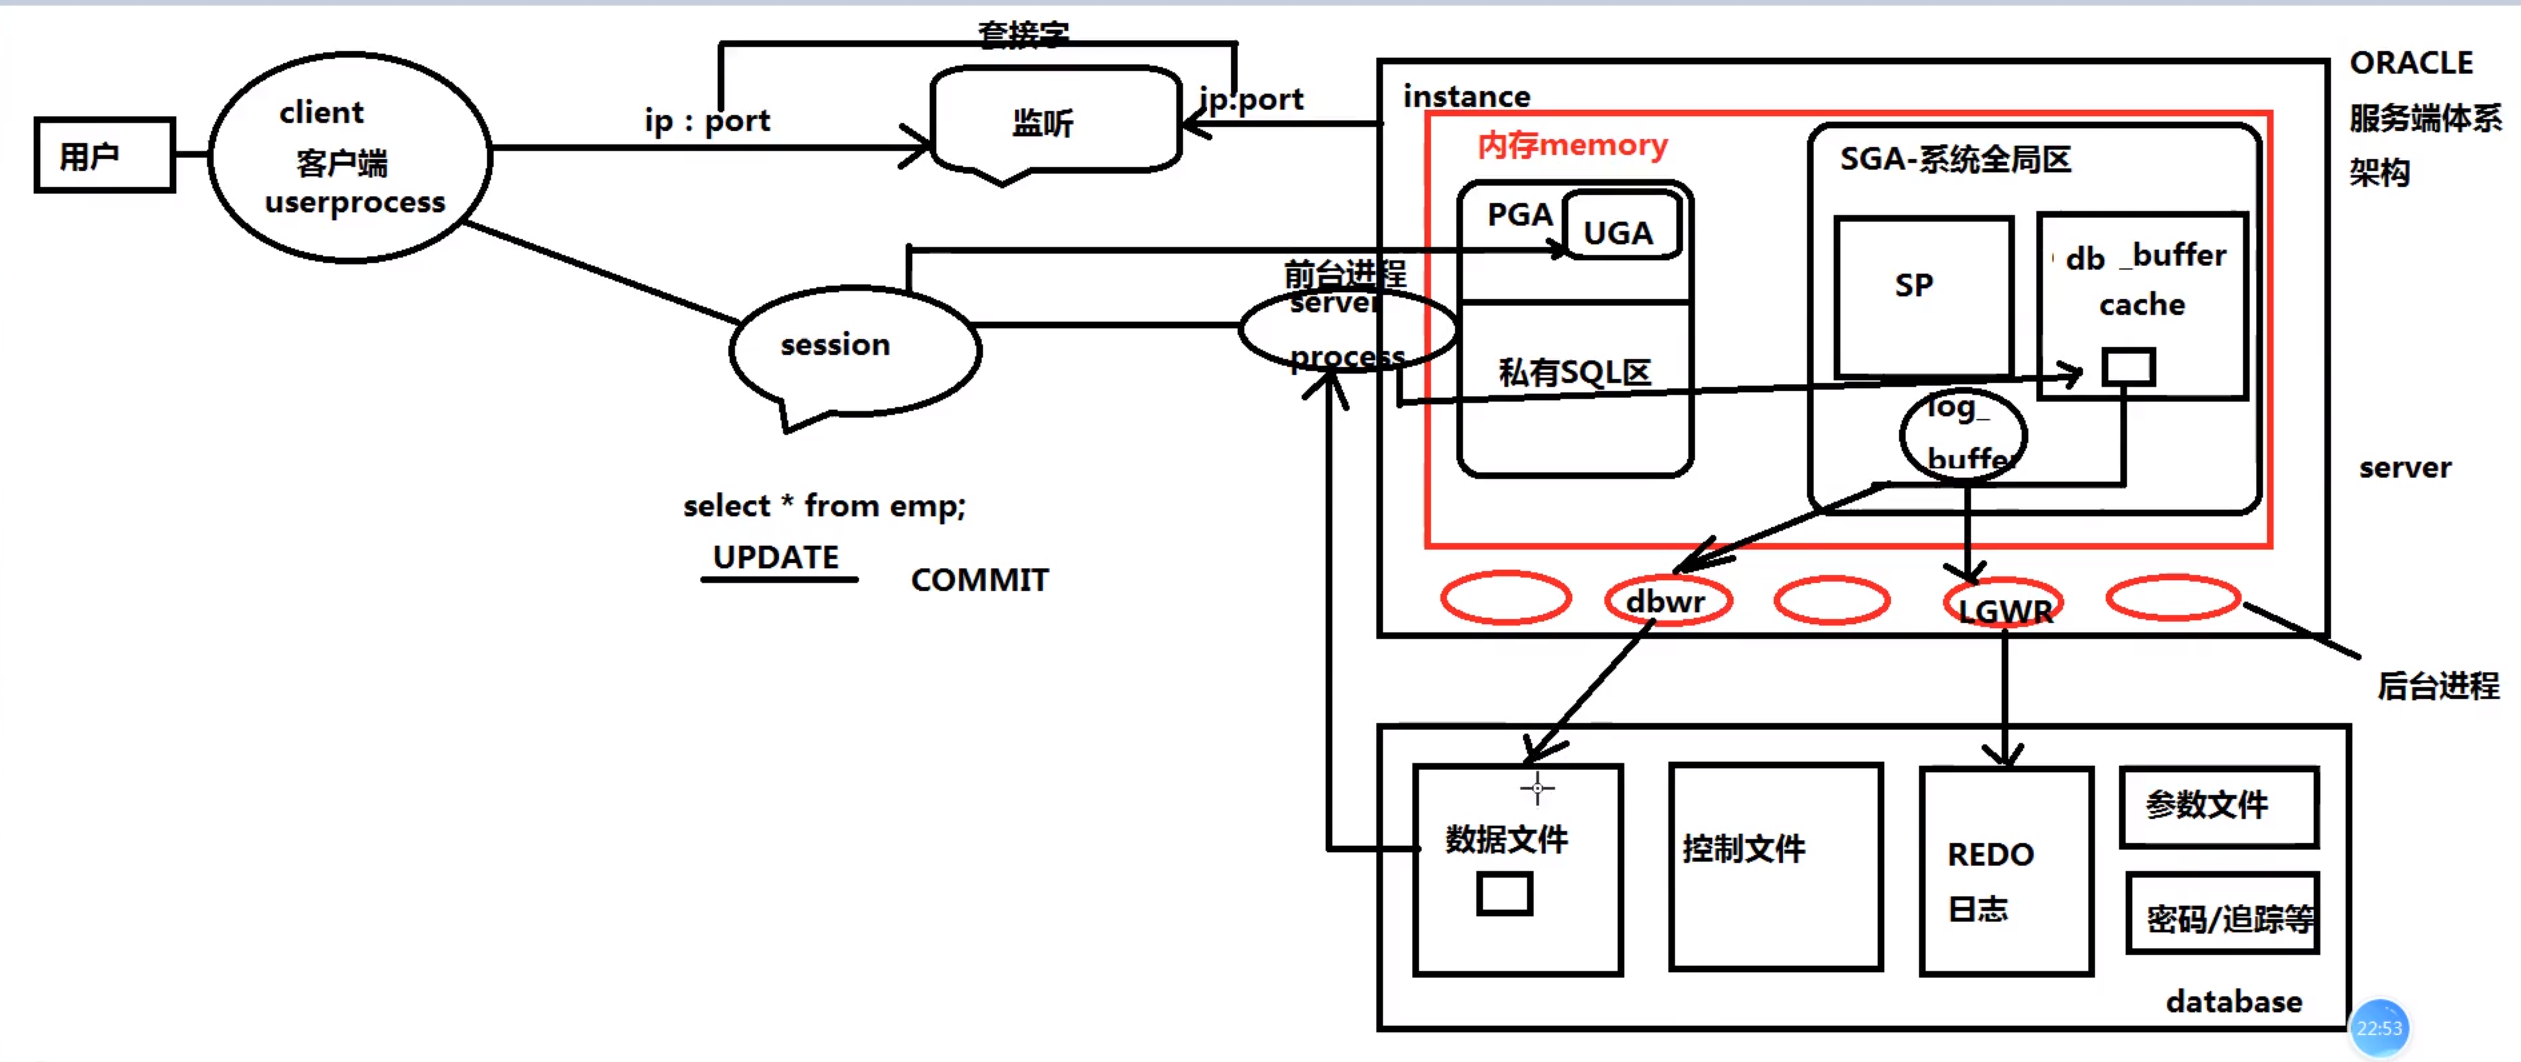 套接字
用户
client
客户端
userprocess
ip : port
监听
ip:port
session
select * from emp;
UPDATE
COMMIT
前台进程
server
process
instance
内存memory
PGA
UGA
私有SQL区
SGA-系统全局区
SP
db _buffer
cache
log_
buffer
dbwr
LGWR
ORACLE
服务端体系
架构
server
后台进程
数据文件
控制文件
REDO
日志
参数文件
密码/追踪等
database
22:53